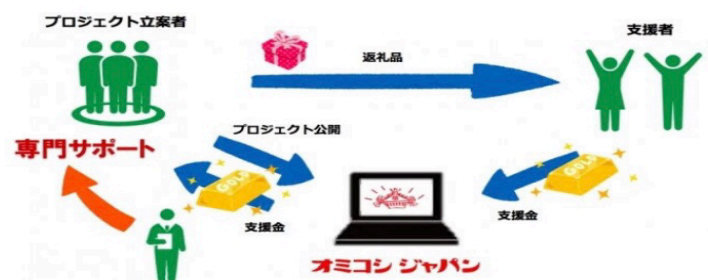 プロジェクト立案者
支援者
返礼品
プロジェクト公開
専門サポート
GOLD
GOLD
支援金
支援金
オミコシ ジャパン